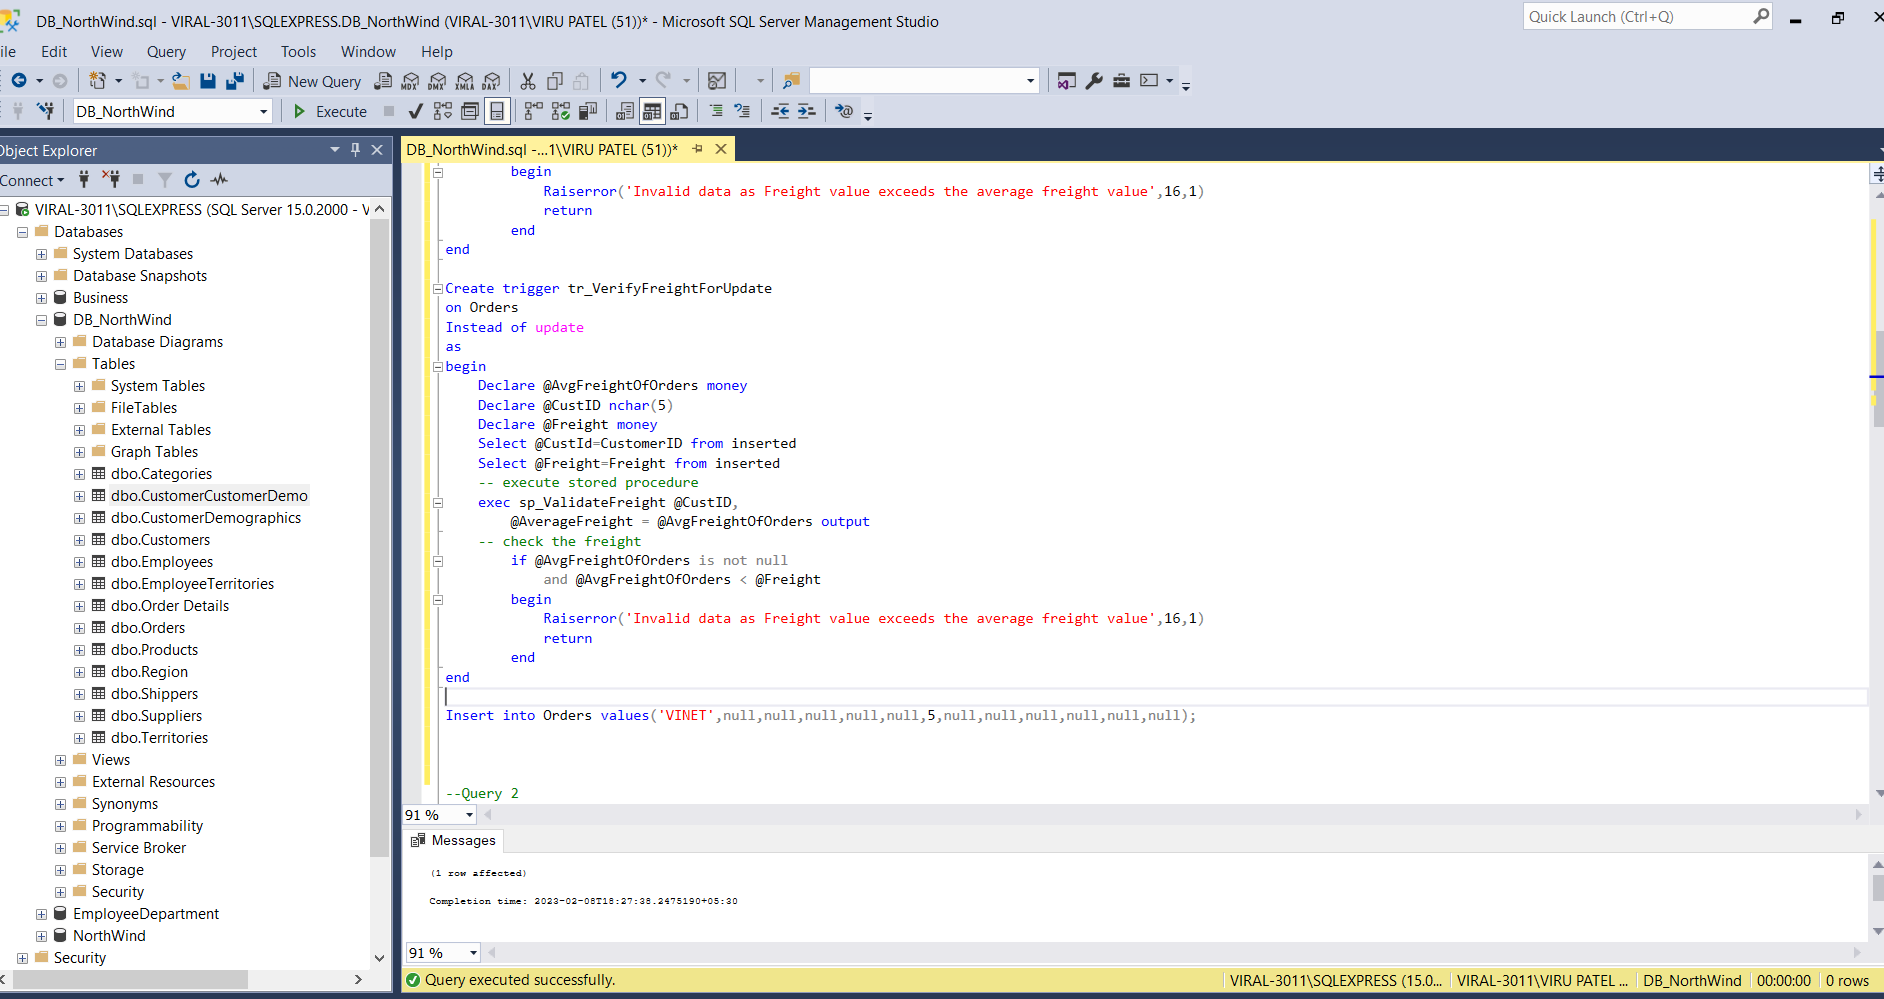 DB_NorthWind.sql - VIRAL-3011\SQLEXPRESS.DB_NorthWind (VIRAL-3011\VIRU PATEL (51))* - Microsoft SQL Server Management Studio
Quick Launch (Ctrl+Q)
ile Edit View Query Project Tools Window Help
New Query MDX DMX XMLA DAX
DB_NorthWind Execute
Object Explorer
DB_NorthWind.sql -...1\VIRU PATEL (51))*
Connect
VIRAL-3011\SQLEXPRESS (SQL Server 15.0.2000 - V
Databases
System Databases
Database Snapshots
Business
DB_NorthWind
Database Diagrams
Tables
System Tables
FileTables
External Tables
Graph Tables
dbo.Categories
dbo.CustomerCustomerDemo
dbo.CustomerDemographics
dbo.Customers
dbo.Employees
dbo.EmployeeTerritories
dbo.Order Details
dbo.Orders
dbo.Products
dbo.Region
dbo.Shippers
dbo.Suppliers
dbo.Territories
Views
External Resources
Synonyms
Programmability
Service Broker
Storage
Security
EmployeeDepartment
NorthWind
Security
begin
Raiserror('Invalid data as Freight value exceeds the average freight value',16,1)
return
end
end
Create trigger tr_VerifyFreightForUpdate
on Orders
Instead of update
as
begin
Declare @AvgFreightOfOrders money
Declare @CustID nchar(5)
Declare @Freight money
Select @CustId=CustomerID from inserted
Select @Freight=Freight from inserted
-- execute stored procedure
exec sp_ValidateFreight @CustID,
@AverageFreight = @AvgFreightOfOrders output
-- check the freight
if @AvgFreightOfOrders is not null
and @AvgFreightOfOrders < @Freight
begin
Raiserror('Invalid data as Freight value exceeds the average freight value',16,1)
return
end
end
Insert into Orders values('VINET',null,null,null,null,null,5,null,null,null,null,null,null);
--Query 2
91 %
Messages
(1 row affected)
Completion time: 2023-02-08T18:27:38.2475190+05:30
91 %
Query executed successfully.
VIRAL-3011\SQLEXPRESS (15.0... VIRAL-3011\VIRU PATEL ... DB_NorthWind 00:00:00 0 rows